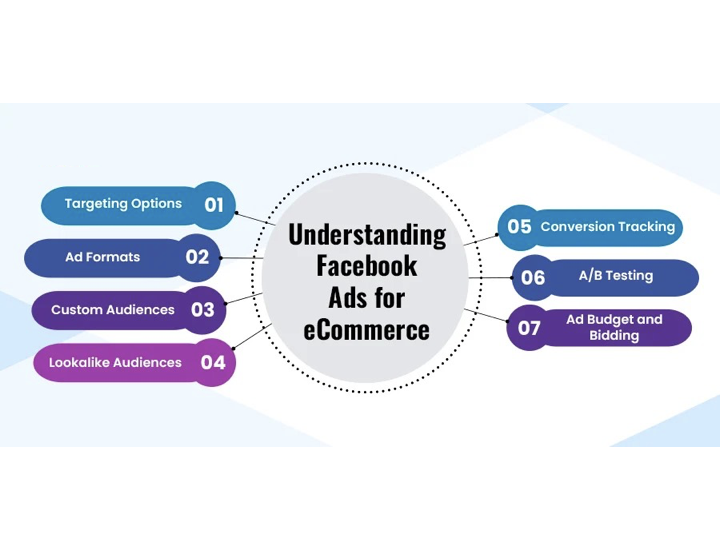 Understanding
Facebook
Ads for
eCommerce
Targeting Options 01
Ad Formats 02
Custom Audiences 03
Lookalike Audiences 04
05 Conversion Tracking
06 A/B Testing
07 Ad Budget and
Bidding